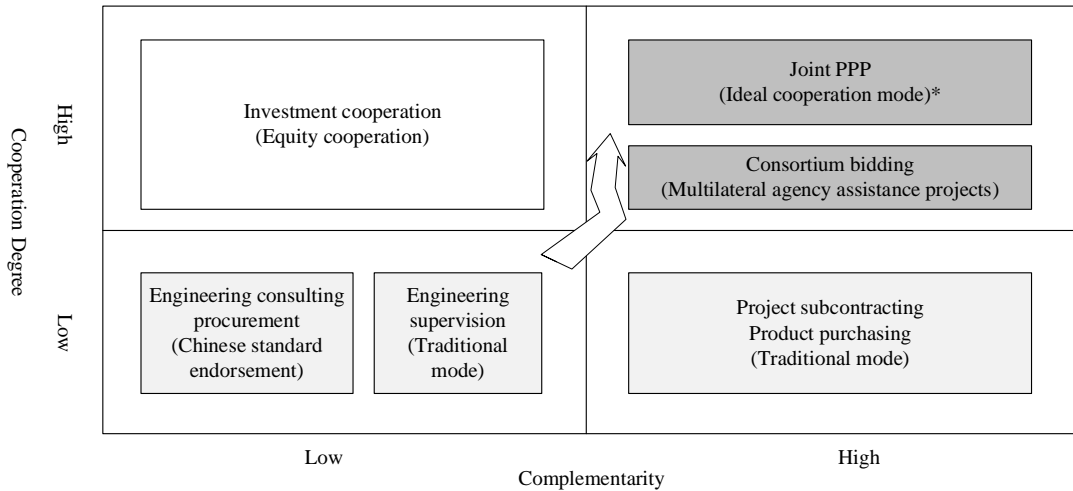 Cooperation Degree
High
Low
Investment cooperation
(Equity cooperation)
Joint PPP
(Ideal cooperation mode)*
Consortium bidding
(Multilateral agency assistance projects)
Engineering consulting
procurement
(Chinese standard
endorsement)
Engineering
supervision
(Traditional
mode)
Project subcontracting
Product purchasing
(Traditional mode)
Low
High
Complementarity